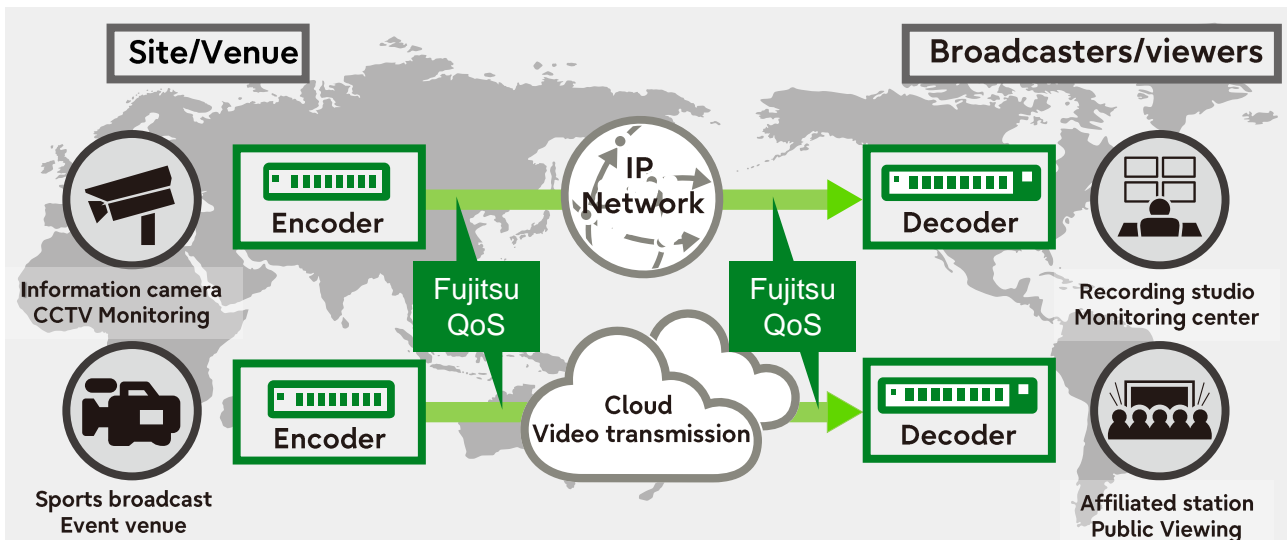 Site/Venue
Broadcasters/viewers
Encoder
IP
Network
Decoder
Information camera
CCTV Monitoring
Fujitsu
QoS
Fujitsu
QoS
Recording studio
Monitoring center
Encoder
Cloud
Video transmission
Decoder
Sports broadcast
Event venue
Affiliated station
Public Viewing